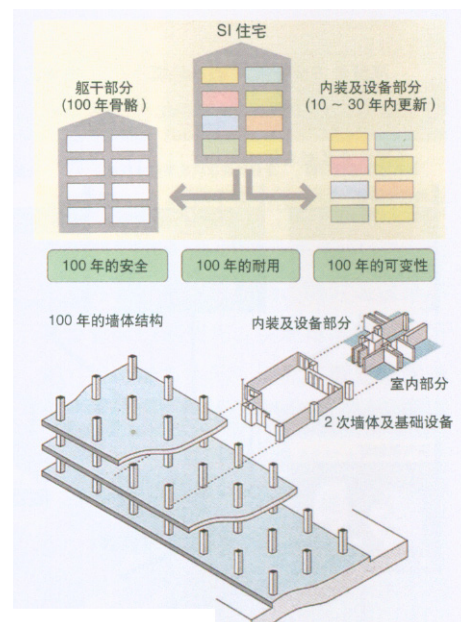 SI 住宅
躯干部分
(100 年骨骼)
内装及设备部分
(10 ~ 30 年内更新)
100 年的安全
100 年的耐用
100 年的可变性
100 年的墙体结构
内装及设备部分
室内部分
2 次墙体及基础设备